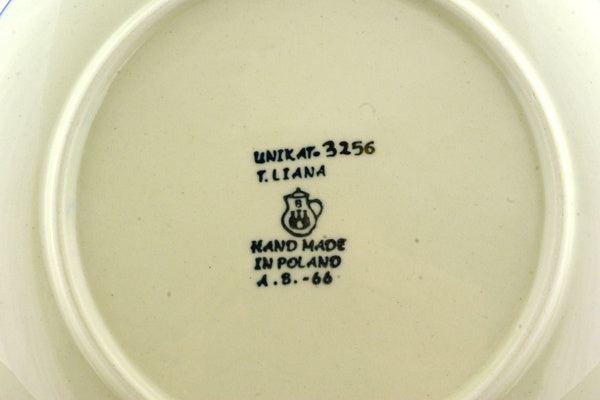 UNIKAT. 3256
T. LIANA
B
HAND MADE
IN POLAND
A.B.-66